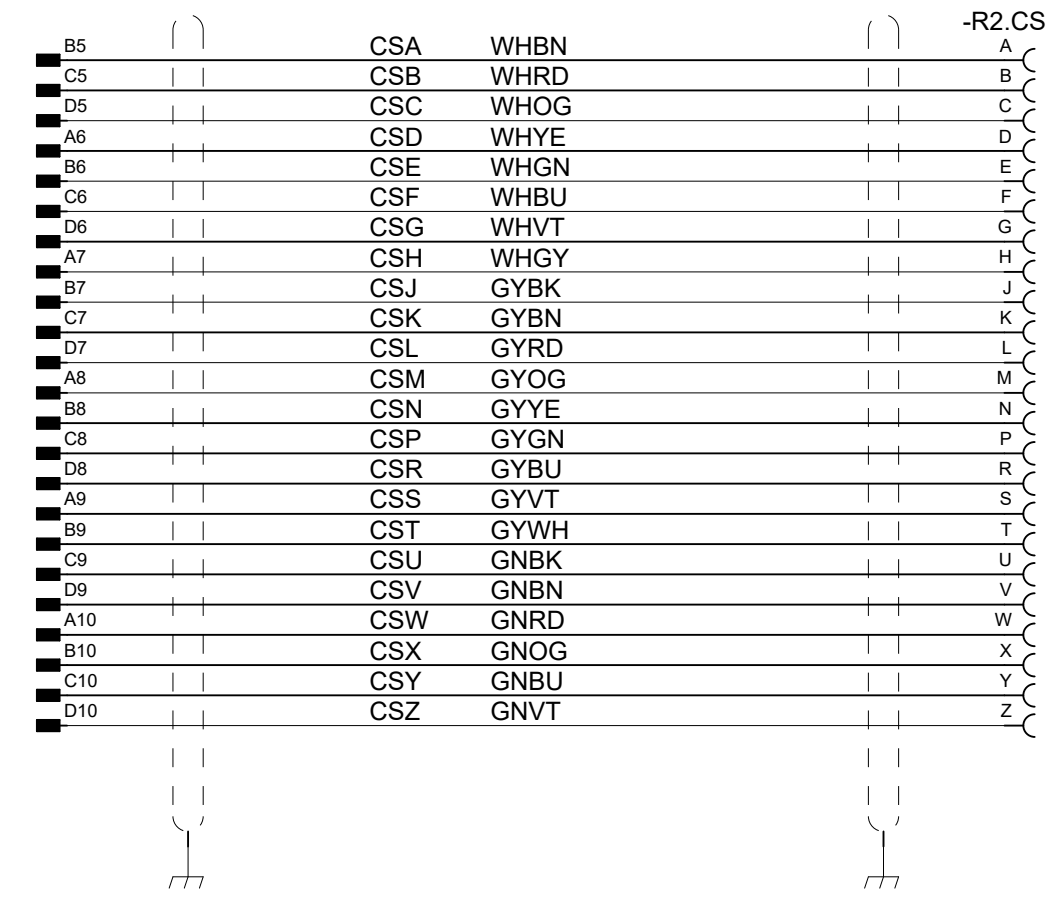 -R2.CS
B5 CSA WHBN A
C5 CSB WHRD B
D5 CSC WHOG C
A6 CSD WHYE D
B6 CSE WHGN E
C6 CSF WHBU F
D6 CSG WHVT G
A7 CSH WHGY H
B7 CSJ GYBK J
C7 CSK GYBN K
D7 CSL GYRD L
A8 CSM GYOG M
B8 CSN GYYE N
C8 CSP GYGN P
D8 CSR GYBU R
A9 CSS GYVT S
B9 CST GYWH T
C9 CSU GNBK U
D9 CSV GNBN V
A10 CSW GNRD W
B10 CSX GNOG X
C10 CSY GNBU Y
D10 CSZ GNVT Z